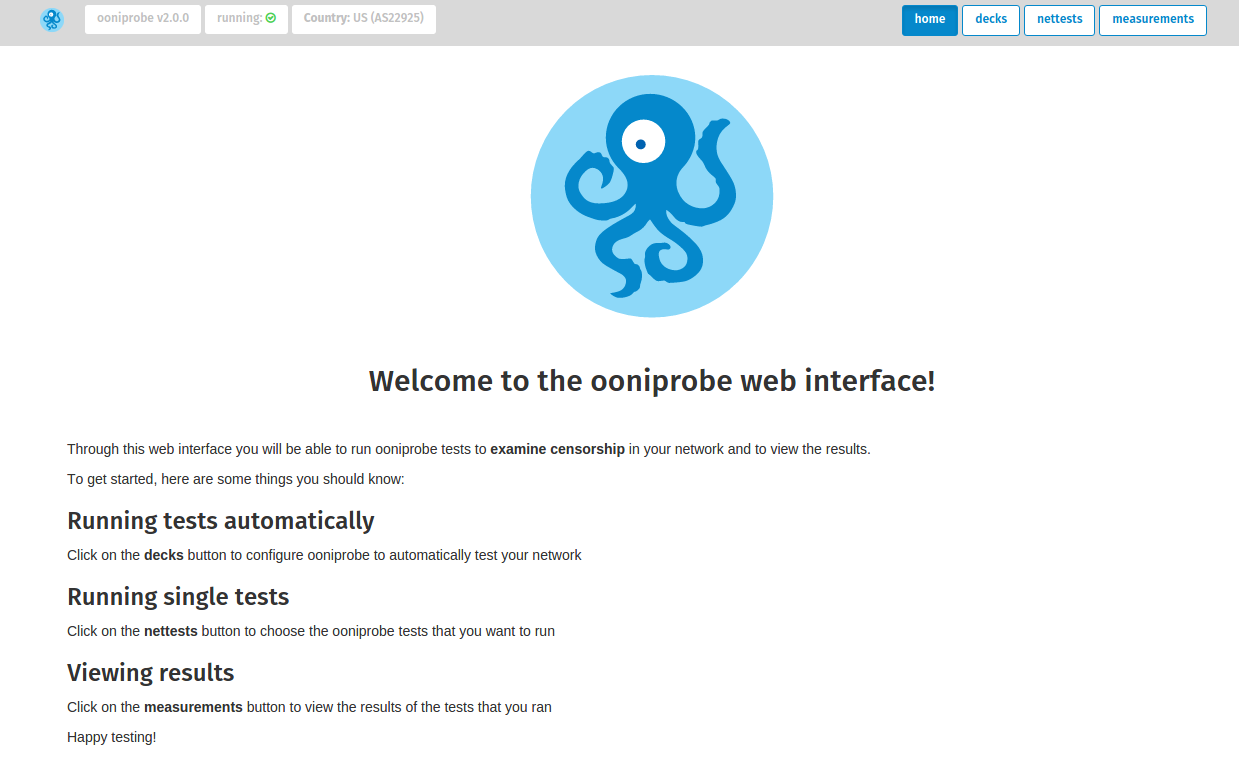 ooniprobe v2.0.0 running: Country: US (AS22925) home decks nettests measurements
Welcome to the ooniprobe web interface!
Through this web interface you will be able to run ooniprobe tests to examine censorship in your network and to view the results.
To get started, here are some things you should know:
Running tests automatically
Click on the decks button to configure ooniprobe to automatically test your network
Running single tests
Click on the nettests button to choose the ooniprobe tests that you want to run
Viewing results
Click on the measurements button to view the results of the tests that you ran
Happy testing!